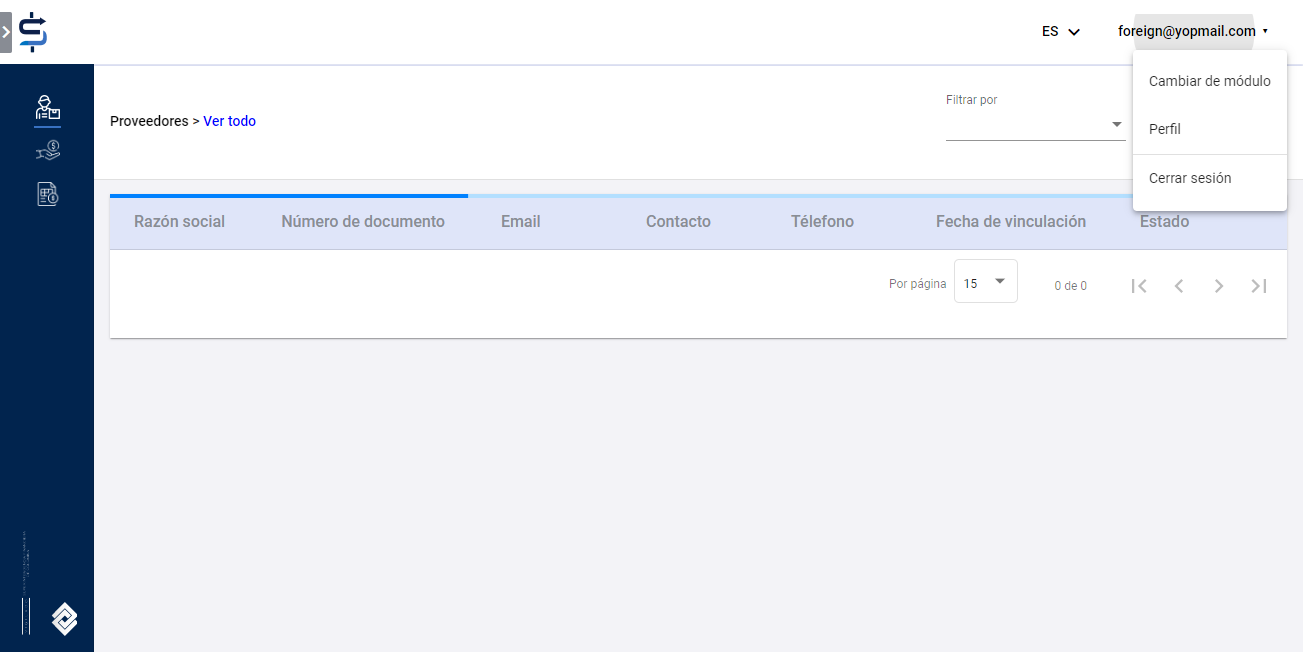 ES
foreign@yopmail.com
Cambiar de módulo
Perfil
Cerrar sesión
Proveedores > Ver todo
Filtrar por
Razón social Número de documento Email Contacto Télefono Fecha de vinculación Estado
Por página 15 0 de 0